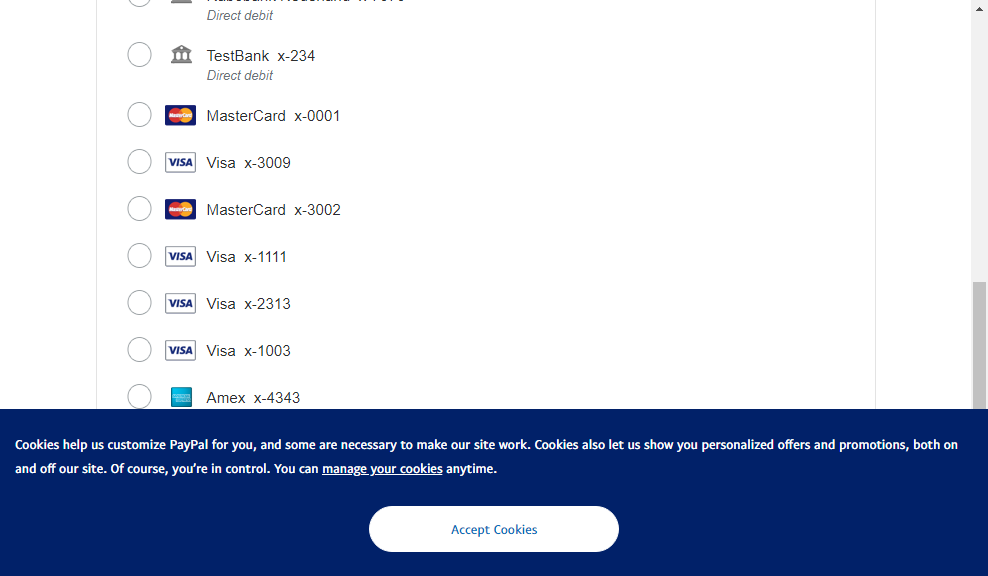 Direct debit
TestBank x-234
Direct debit
MasterCard MasterCard x-0001
VISA Visa x-3009
MasterCard MasterCard x-3002
VISA Visa x-1111
VISA Visa x-2313
VISA Visa x-1003
Amex x-4343
Cookies help us customize PayPal for you, and some are necessary to make our site work. Cookies also let us show you personalized offers and promotions, both on
and off our site. Of course, you’re in control. You can manage your cookies anytime.
Accept Cookies